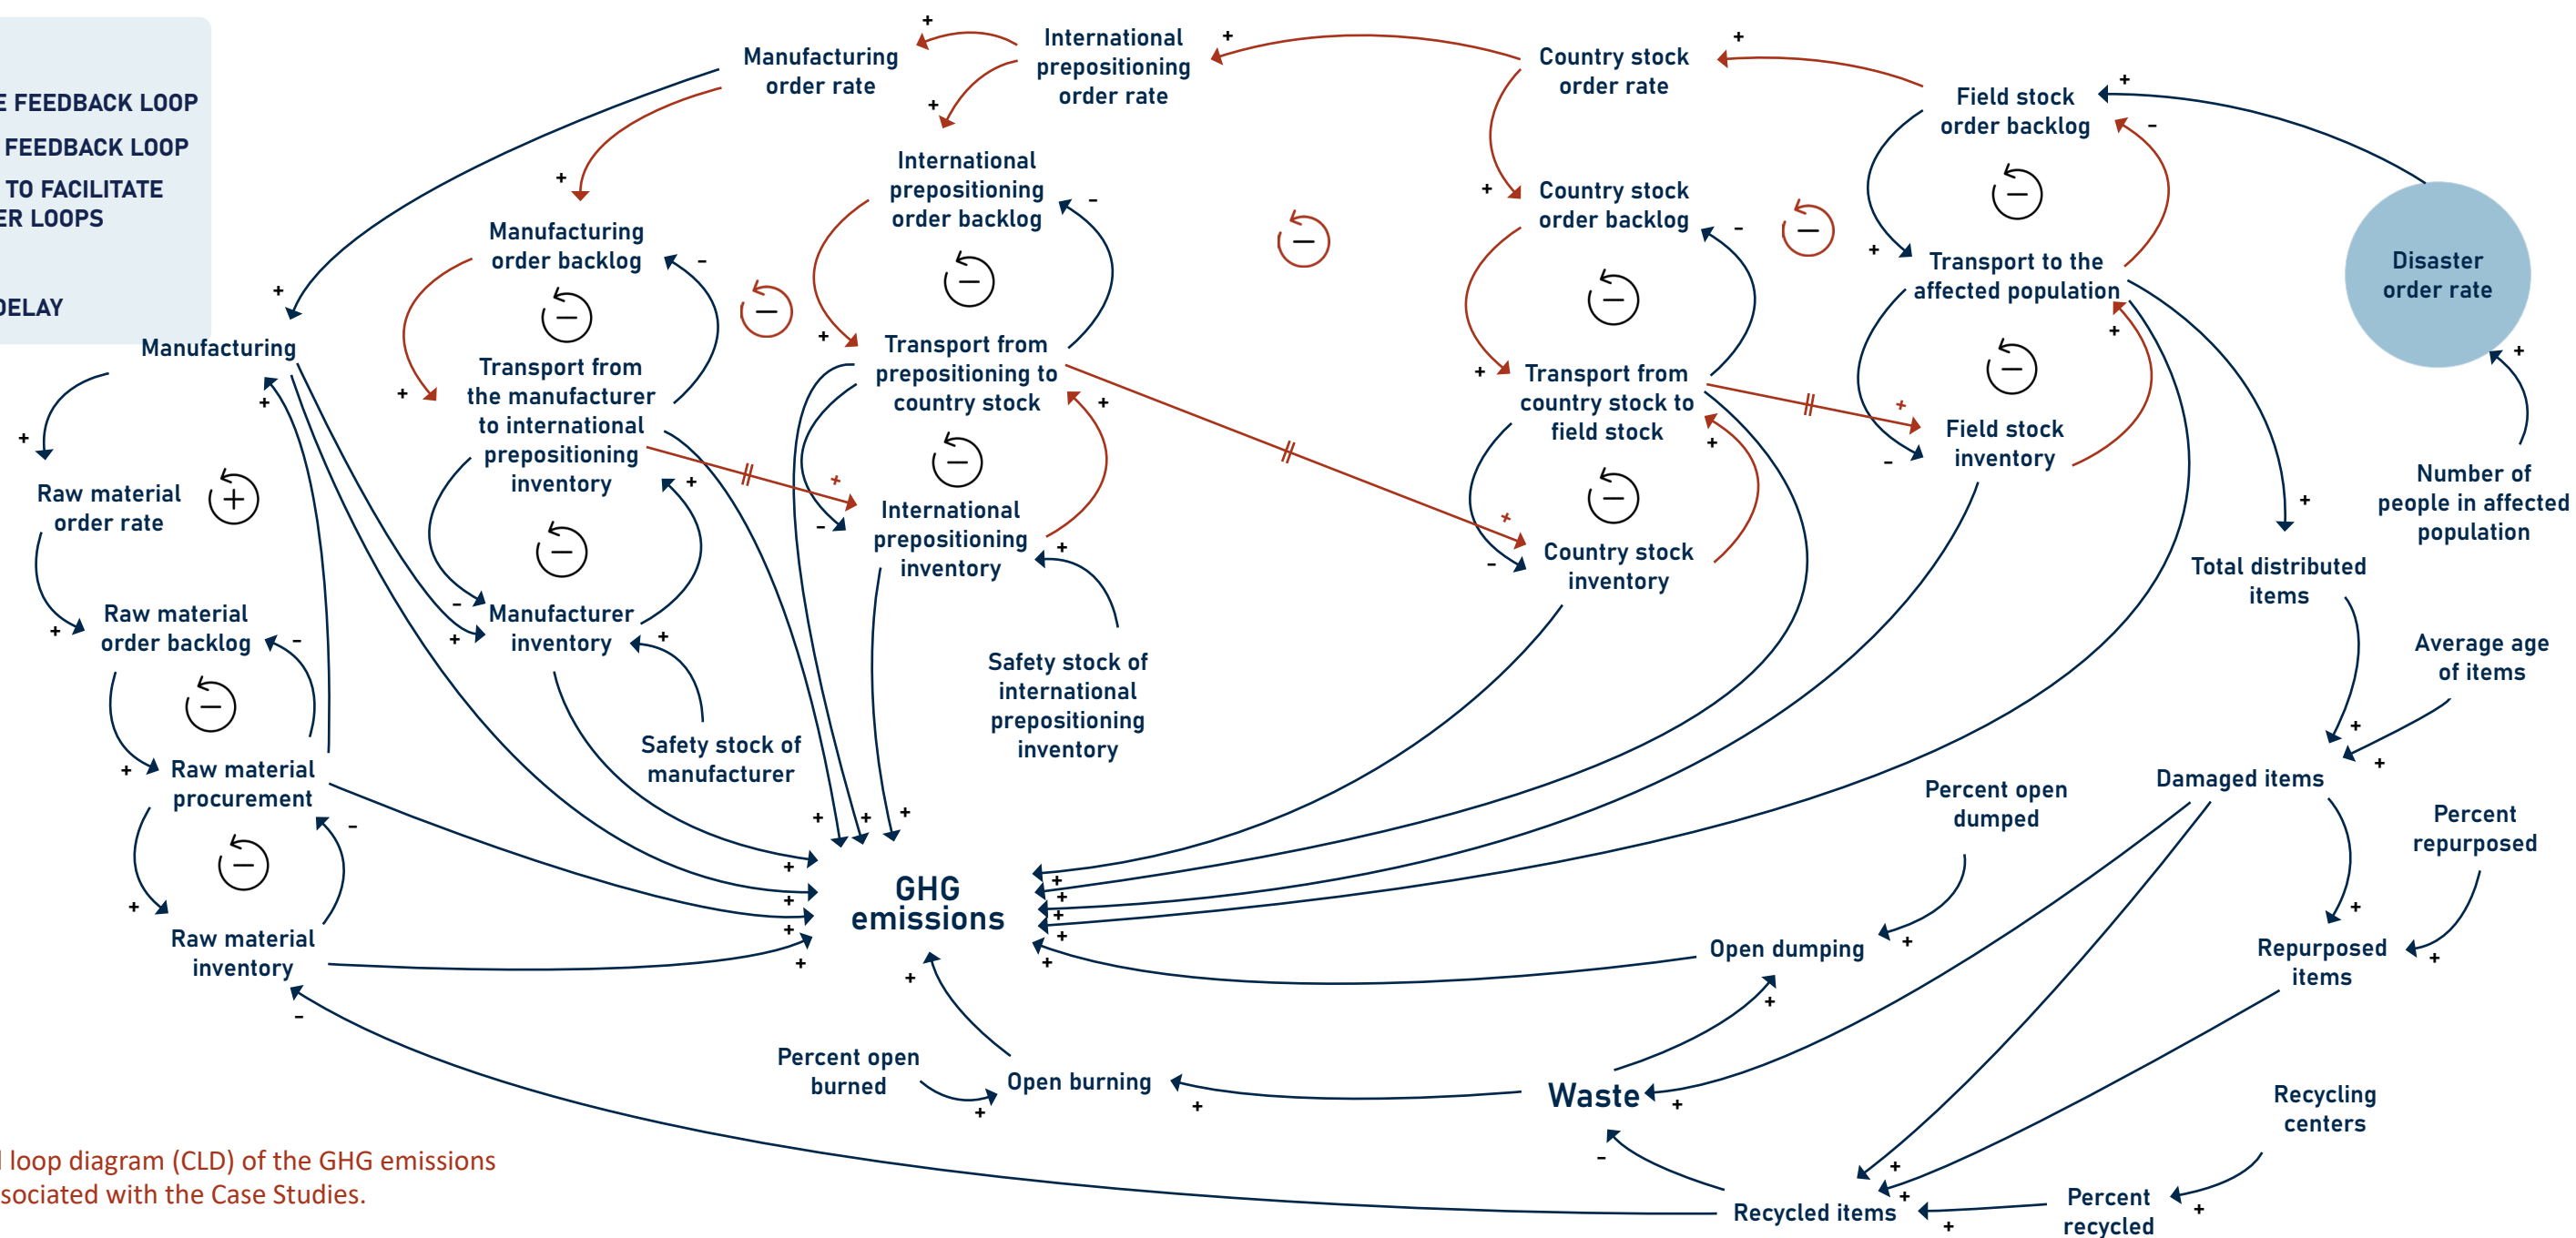 E FEEDBACK LOOP
FEEDBACK LOOP
TO FACILITATE
ER LOOPS
DELAY
Manufacturing
order rate
International
prepositioning
order rate
Country stock
order rate
Field stock
order backlog
International
prepositioning
order backlog
Country stock
order backlog
Manufacturing
order backlog
Transport to the
affected population
Disaster
order rate
Manufacturing
Transport from
the manufacturer
to international
prepositioning
inventory
Transport from
prepositioning to
country stock
Transport from
country stock to
field stock
Field stock
inventory
Number of
people in affected
population
Raw material
order rate
International
prepositioning
inventory
Country stock
inventory
Total distributed
items
Raw material
order backlog
Manufacturer
inventory
Safety stock of
international
prepositioning
inventory
Average age
of items
Safety stock of
manufacturer
Raw material
procurement
Damaged items
Percent open
dumped
Percent
repurposed
GHG
emissions
Raw material
inventory
Open dumping
Repurposed
items
Percent open
burned
Open burning
Waste
Recycling
centers
Recycled items
Percent
recycled
l loop diagram (CLD) of the GHG emissions
sociated with the Case Studies.